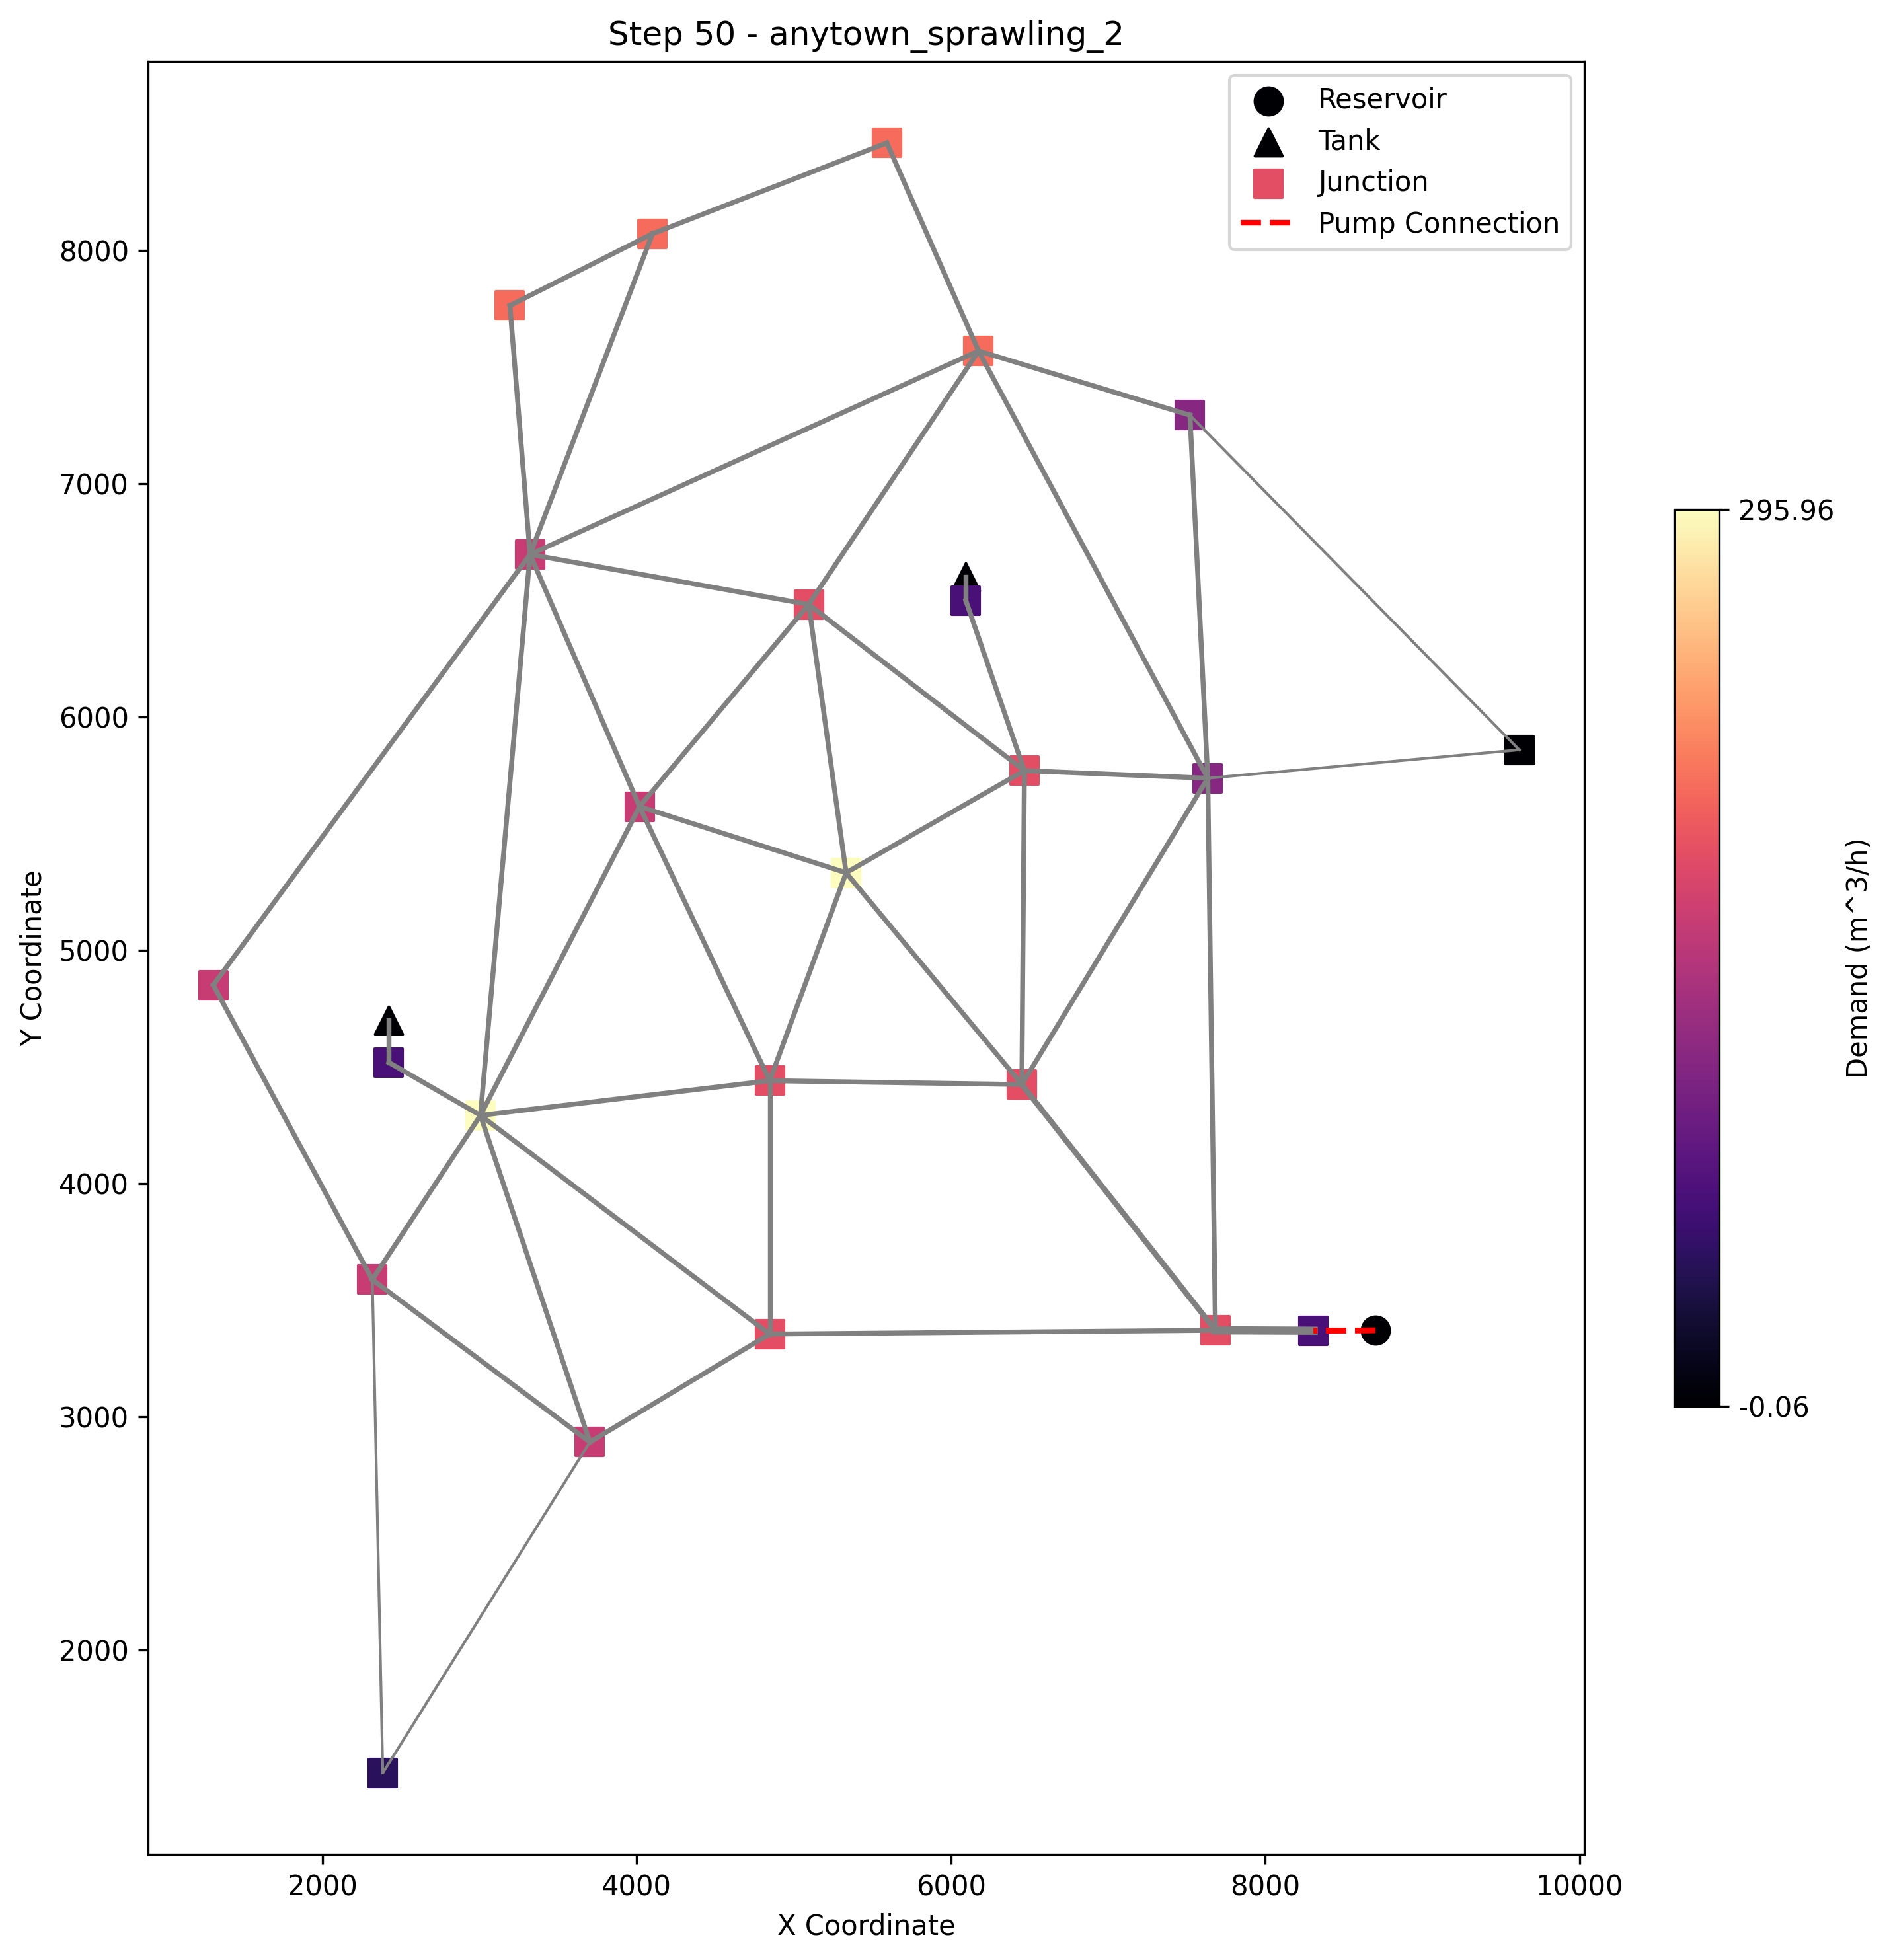 Step 50 - anytown_sprawling_2
Reservoir
Tank
Junction
Pump Connection
8000
7000
6000
5000
4000
3000
2000
Y Coordinate
2000
4000
6000
8000
10000
X Coordinate
295.96
-0.06
Demand (m^3/h)